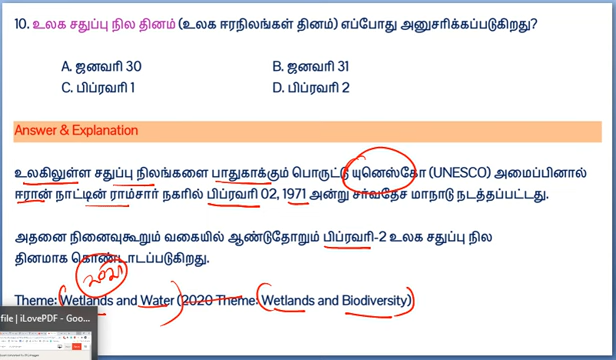 10. உலக சதுப்பு நில தினம் (உலக ஈரநிலங்கள் தினம்) எப்போது அனுசரிக்கப்படுகிறது?
A. ஜனவரி 30 B. ஜனவரி 31
C. பிப்ரவரி 1 D. பிப்ரவரி 2
Answer & Explanation
உலகிலுள்ள சதுப்பு நிலங்களை பாதுகாக்கும் பொருட்டு யுனெஸ்கோ (UNESCO) அமைப்பினால்
ஈரான் நாட்டின் ராம்சார் நகரில் பிப்ரவரி 02, 1971 அன்று சர்வதேச மாநாடு நடத்தப்பட்டது.
அதனை நினைவுகூறும் வகையில் ஆண்டுதோறும் பிப்ரவரி-2 உலக சதுப்பு நில
தினமாக கொண்டாடப்படுகிறது.
2021
Theme: Wetlands and Water (2020 Theme: Wetlands and Biodiversity)
file | iLovePDF - Goo...